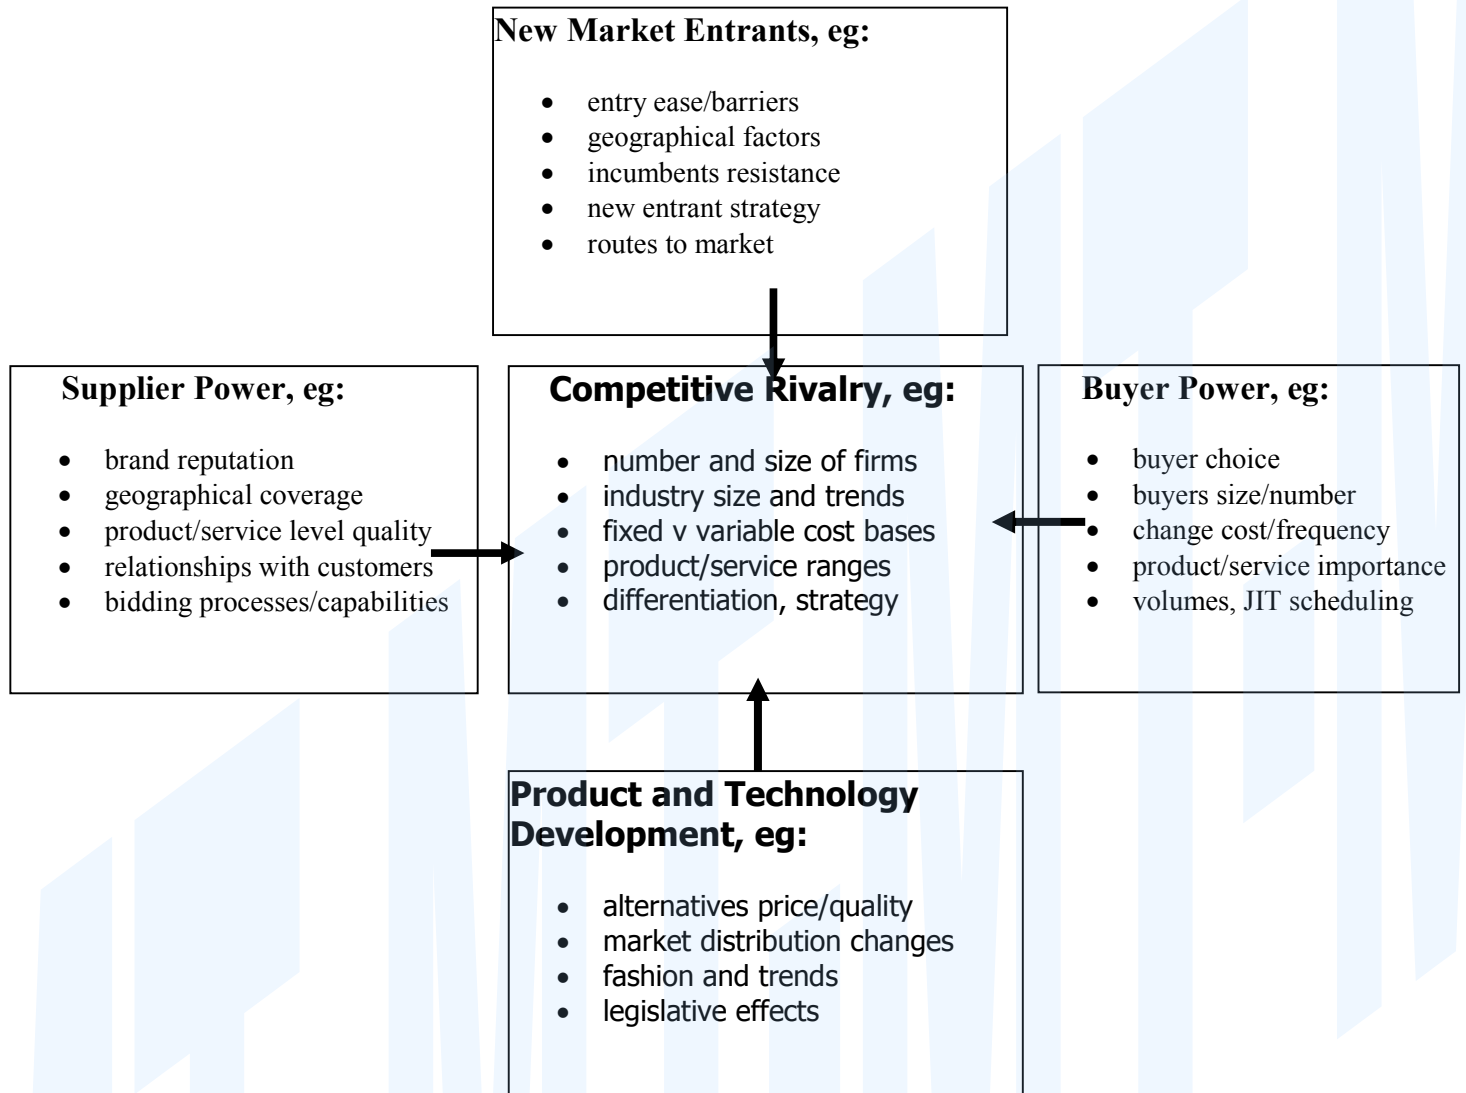 New Market Entrants, eg:
• entry ease/barriers
• geographical factors
• incumbents resistance
• new entrant strategy
• routes to market
Supplier Power, eg:
• brand reputation
• geographical coverage
• product/service level quality
• relationships with customers
• bidding processes/capabilities
Competitive Rivalry, eg:
• number and size of firms
• industry size and trends
• fixed v variable cost bases
• product/service ranges
• differentiation, strategy
Buyer Power, eg:
• buyer choice
• buyers size/number
• change cost/frequency
• product/service importance
• volumes, JIT scheduling
Product and Technology
Development, eg:
• alternatives price/quality
• market distribution changes
• fashion and trends
• legislative effects